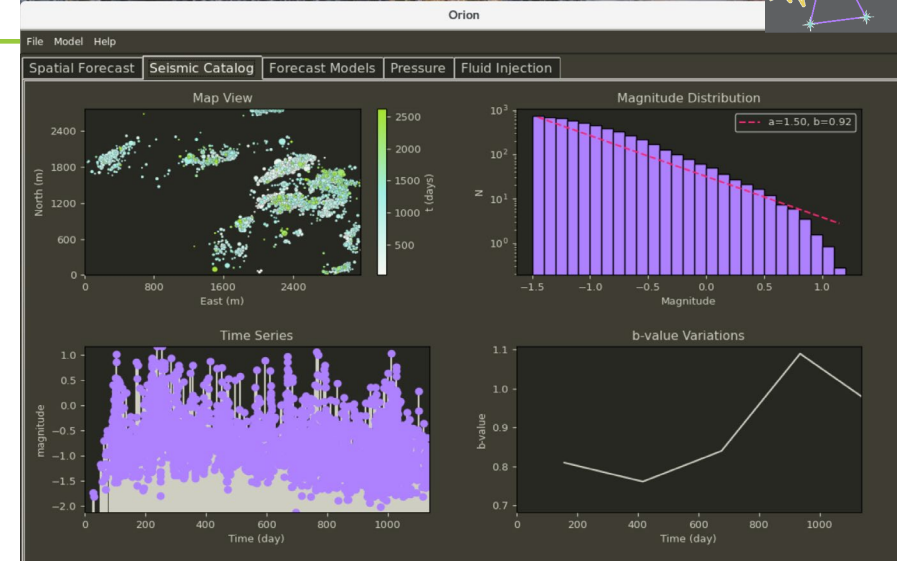 Orion
File Model Help
Spatial Forecast Seismic Catalog Forecast Models Pressure Fluid Injection
Map View
2400
1800
1200
600
0
0 800 1600 2400
North (m)
East (m)
2500
2000
1500
1000
500
t (days)
Magnitude Distribution
a=1.50, b=0.92
10³
10²
10¹
10⁰
−1.5 −1.0 −0.5 0.0 0.5 1.0
N
Magnitude
Time Series
1.0
0.5
0.0
−0.5
−1.0
−1.5
−2.0
0 200 400 600 800 1000
magnitude
Time (day)
b-value Variations
1.1
1.0
0.9
0.8
0.7
0 200 400 600 800 1000
b-value
Time (day)